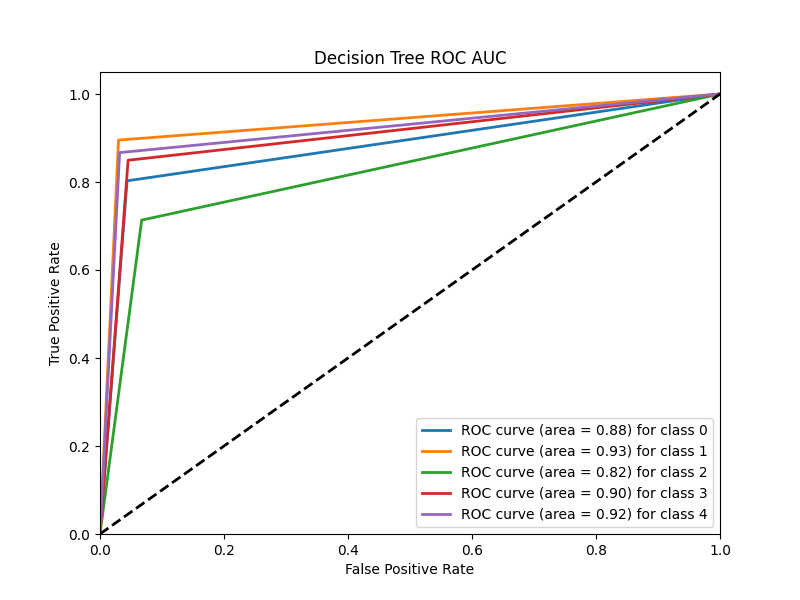 Decision Tree ROC AUC
True Positive Rate
1.0
0.8
0.6
0.4
0.2
0.0
0.0
0.2
0.4
0.6
0.8
1.0
False Positive Rate
ROC curve (area = 0.88) for class 0
ROC curve (area = 0.93) for class 1
ROC curve (area = 0.82) for class 2
ROC curve (area = 0.90) for class 3
ROC curve (area = 0.92) for class 4